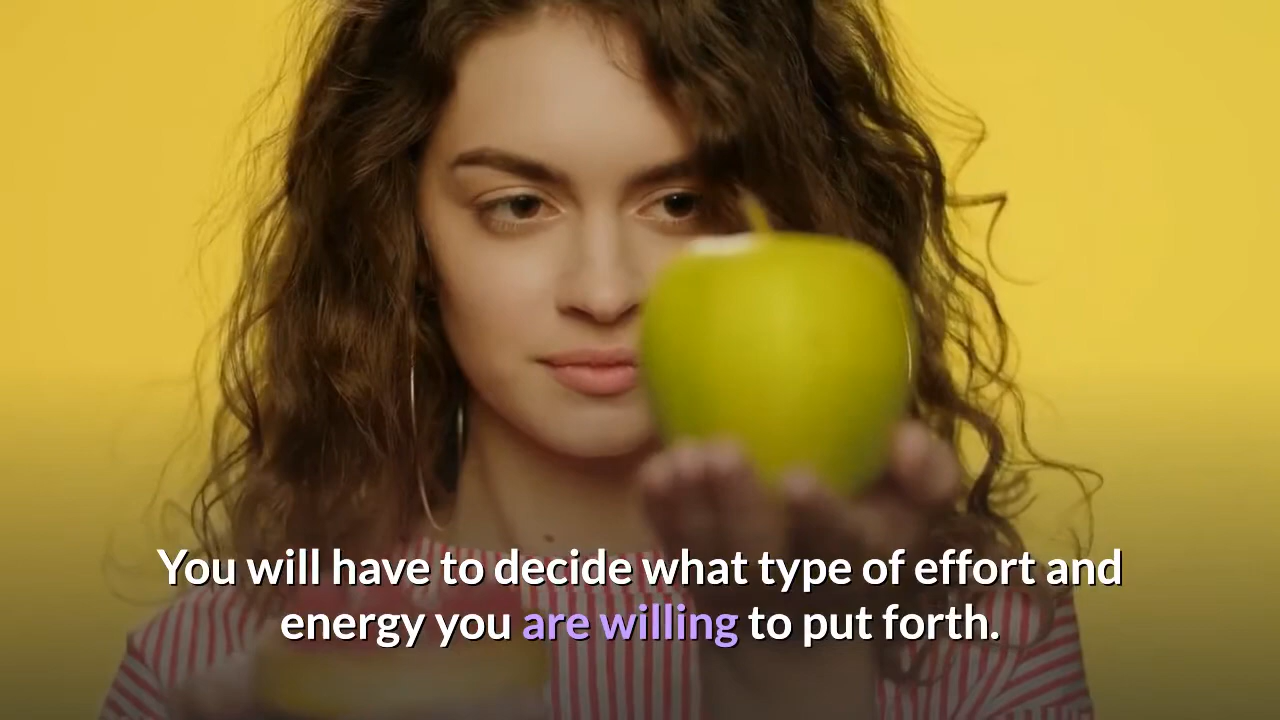 You will have to decide what type of effort and
energy you are willing to put forth.